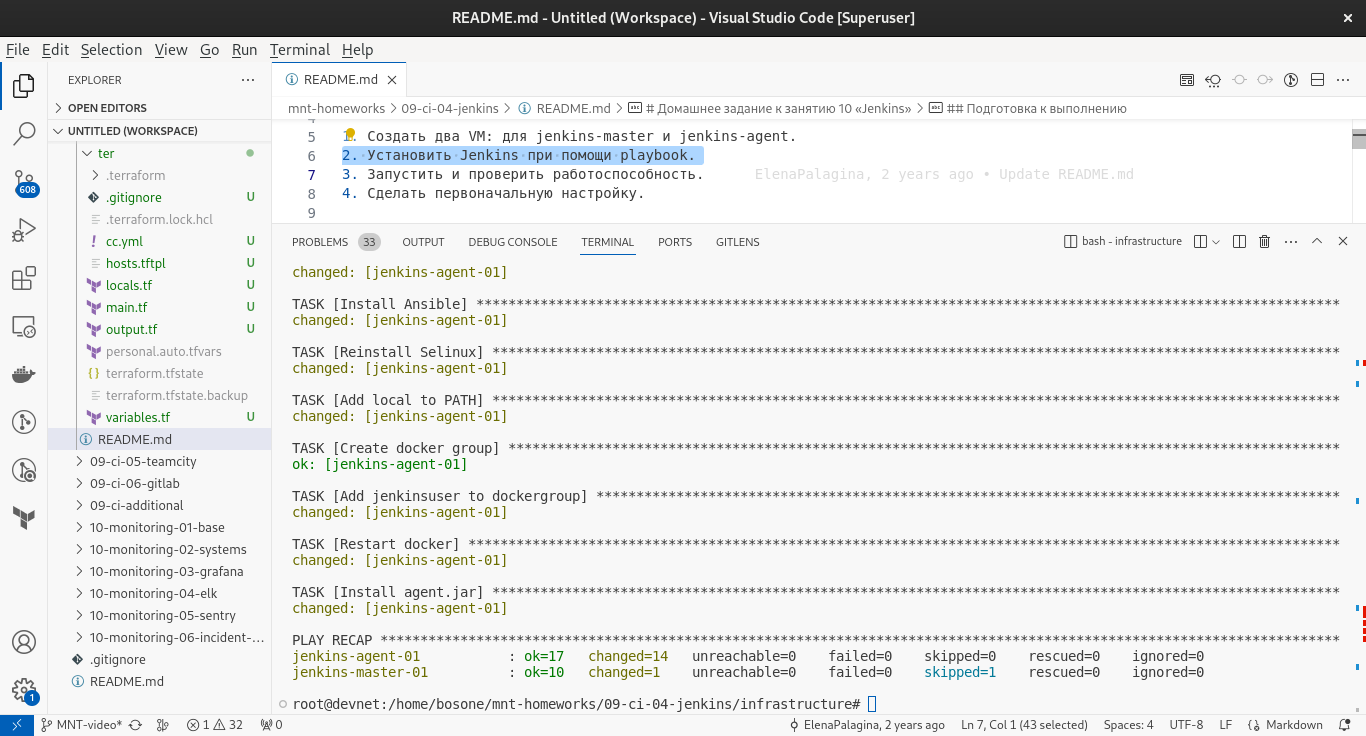 README.md - Untitled (Workspace) - Visual Studio Code [Superuser]
File Edit Selection View Go Run Terminal Help
EXPLORER
OPEN EDITORS
UNTITLED (WORKSPACE)
ter
.terraform
.gitignore U
.terraform.lock.hcl
cc.yml U
hosts.tftpl U
locals.tf U
main.tf U
output.tf U
personal.auto.tfvars
terraform.tfstate
terraform.tfstate.backup
variables.tf U
README.md
09-ci-05-teamcity
09-ci-06-gitlab
09-ci-additional
10-monitoring-01-base
10-monitoring-02-systems
10-monitoring-03-grafana
10-monitoring-04-elk
10-monitoring-05-sentry
10-monitoring-06-incident-...
.gitignore
README.md
608
1
README.md
mnt-homeworks > 09-ci-04-jenkins > README.md > # Домашнее задание к занятию 10 «Jenkins» > ## Подготовка к выполнению
5 1. Создать два VM: для jenkins-master и jenkins-agent.
6 2. Установить Jenkins при помощи playbook.
7 3. Запустить и проверить работоспособность. ElenaPalagina, 2 years ago • Update README.md
8 4. Сделать первоначальную настройку.
9
PROBLEMS 33 OUTPUT DEBUG CONSOLE TERMINAL PORTS GITLENS bash - infrastructure
changed: [jenkins-agent-01]
TASK [Install Ansible] ************************************************************************************************************
changed: [jenkins-agent-01]
TASK [Reinstall Selinux] **********************************************************************************************************
changed: [jenkins-agent-01]
TASK [Add local to PATH] **********************************************************************************************************
changed: [jenkins-agent-01]
TASK [Create docker group] ********************************************************************************************************
ok: [jenkins-agent-01]
TASK [Add jenkinsuser to dockergroup] *********************************************************************************************
changed: [jenkins-agent-01]
TASK [Restart docker] *************************************************************************************************************
changed: [jenkins-agent-01]
TASK [Install agent.jar] **********************************************************************************************************
changed: [jenkins-agent-01]
PLAY RECAP ************************************************************************************************************************
jenkins-agent-01 : ok=17 changed=14 unreachable=0 failed=0 skipped=0 rescued=0 ignored=0
jenkins-master-01 : ok=10 changed=1 unreachable=0 failed=0 skipped=1 rescued=0 ignored=0
root@devnet:/home/bosone/mnt-homeworks/09-ci-04-jenkins/infrastructure#
MNT-video* 1 32 0 ElenaPalagina, 2 years ago Ln 7, Col 1 (43 selected) Spaces: 4 UTF-8 LF Markdown